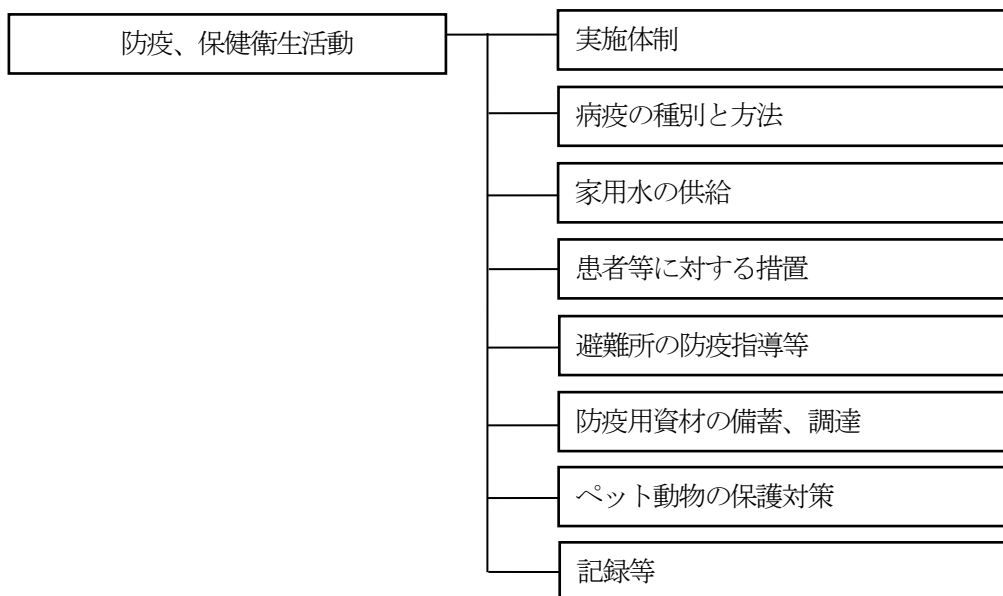 防疫、保健衛生活動
実施体制
病疫の種別と方法
家用水の供給
患者等に対する措置
避難所の防疫指導等
防疫用資材の備蓄、調達
ペット動物の保護対策
記録等